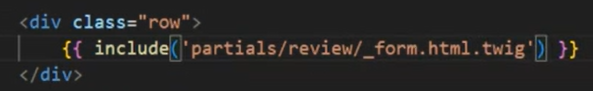 <div class="row">
{{ include('partials/review/_form.html.twig') }}
</div>